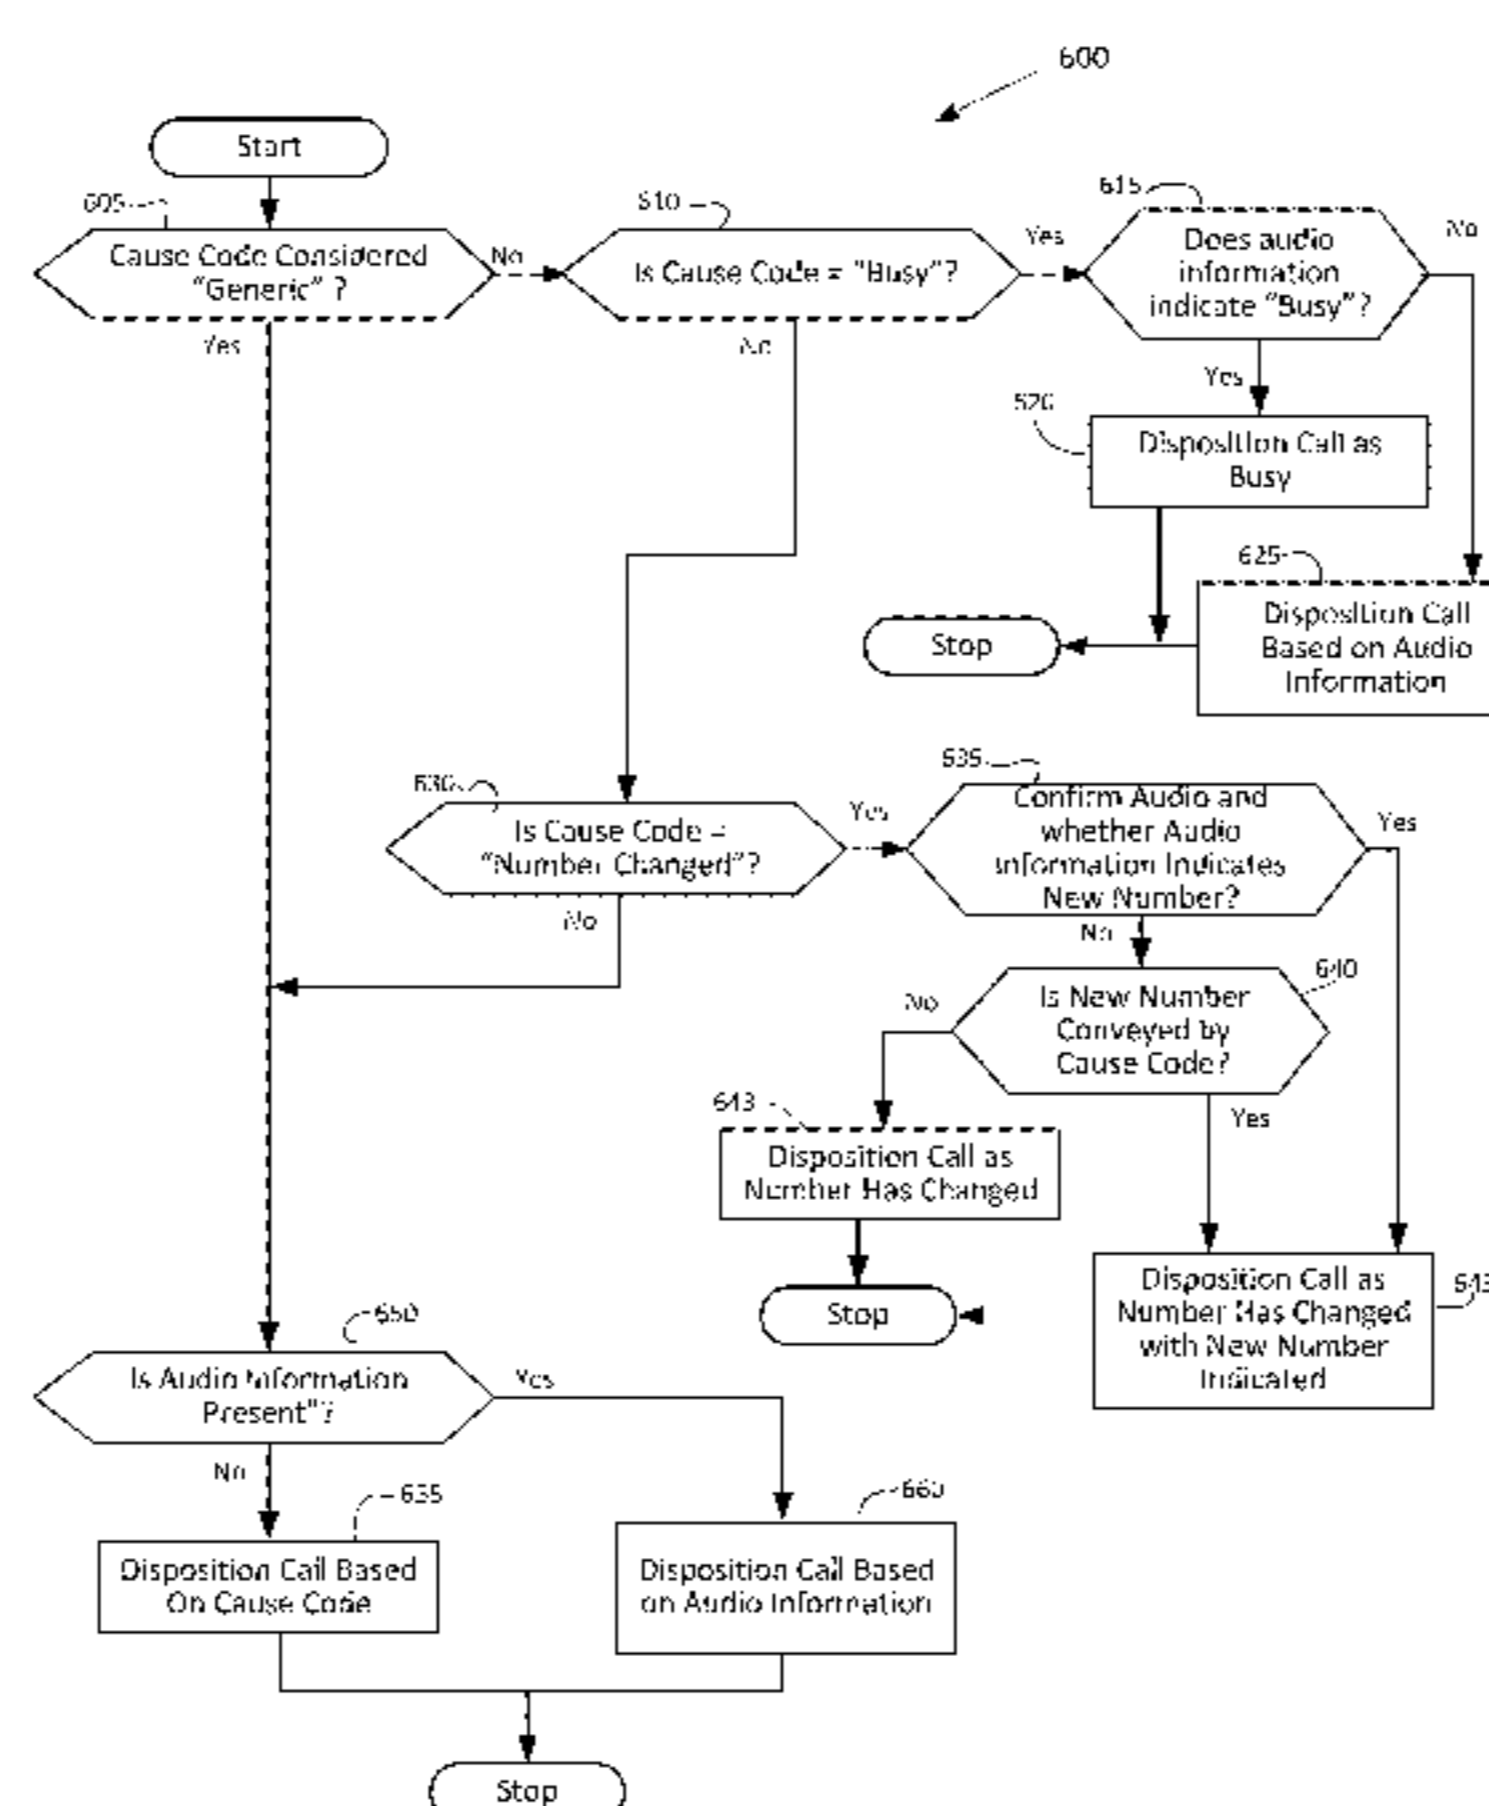 600
Start
605
Cause Code Considered
"Generic" ?
No
Yes
610
Is Cause Code = "Busy"?
Yes
No
615
Does audio
information
indicate "Busy"?
No
Yes
Disposition Call as
Busy
625
Disposition Call
Based on Audio
Information
Stop
Is Cause Code =
"Number Changed"?
Yes
No
635
Confirm Audio and
whether Audio
Information Indicates
New Number?
Yes
No
640
Is New Number
Conveyed by
Cause Code?
No
Yes
643
Disposition Call as
Number Has Changed
Stop
Disposition Call as
Number Has Changed
with New Number
Indicated
650
Is Audio Information
Present"?
Yes
No
Disposition Call Based
On Cause Code
660
Disposition Call Based
on Audio Information
Stop